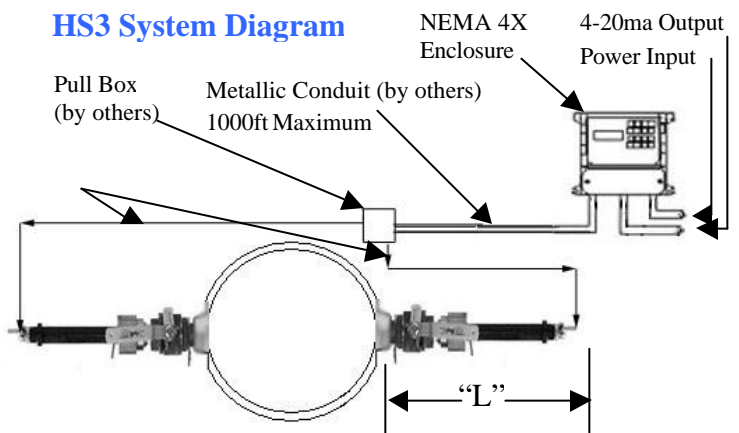 HS3 System Diagram
NEMA 4X
Enclosure
4-20ma Output
Power Input
Pull Box
(by others)
Metallic Conduit (by others)
1000ft Maximum
“L”